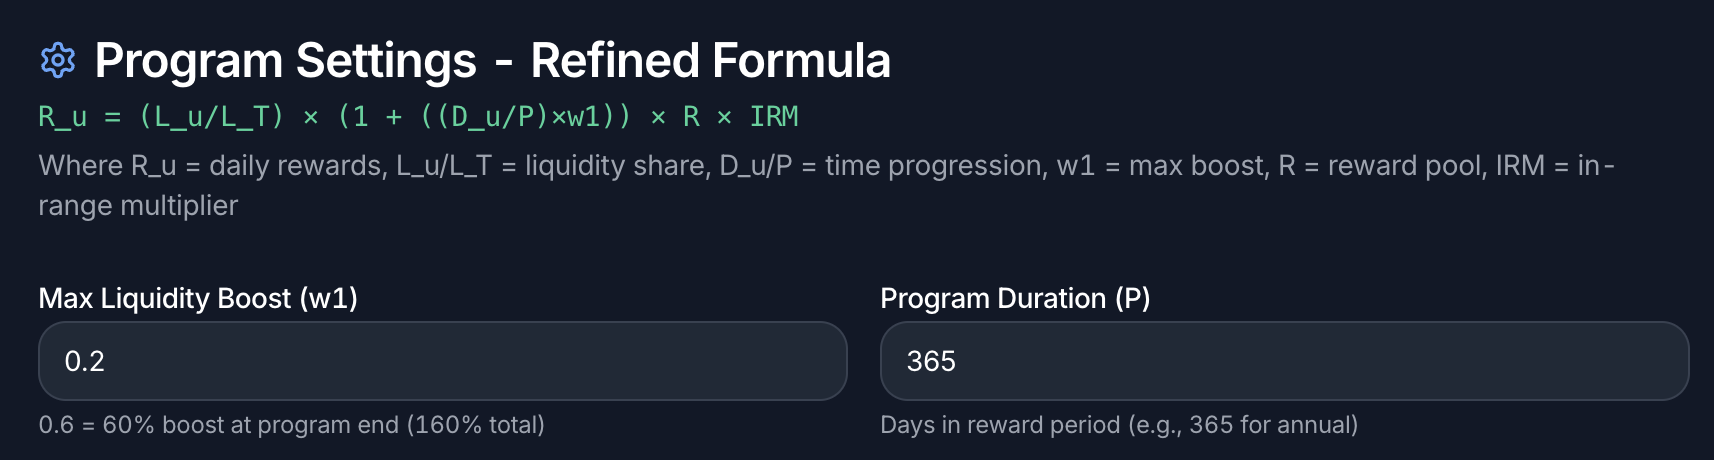 Program Settings - Refined Formula
R_u = (L_u/L_T) × (1 + ((D_u/P)×w1)) × R × IRM
Where R_u = daily rewards, L_u/L_T = liquidity share, D_u/P = time progression, w1 = max boost, R = reward pool, IRM = in-
range multiplier
Max Liquidity Boost (w1)
0.2
0.6 = 60% boost at program end (160% total)
Program Duration (P)
365
Days in reward period (e.g., 365 for annual)